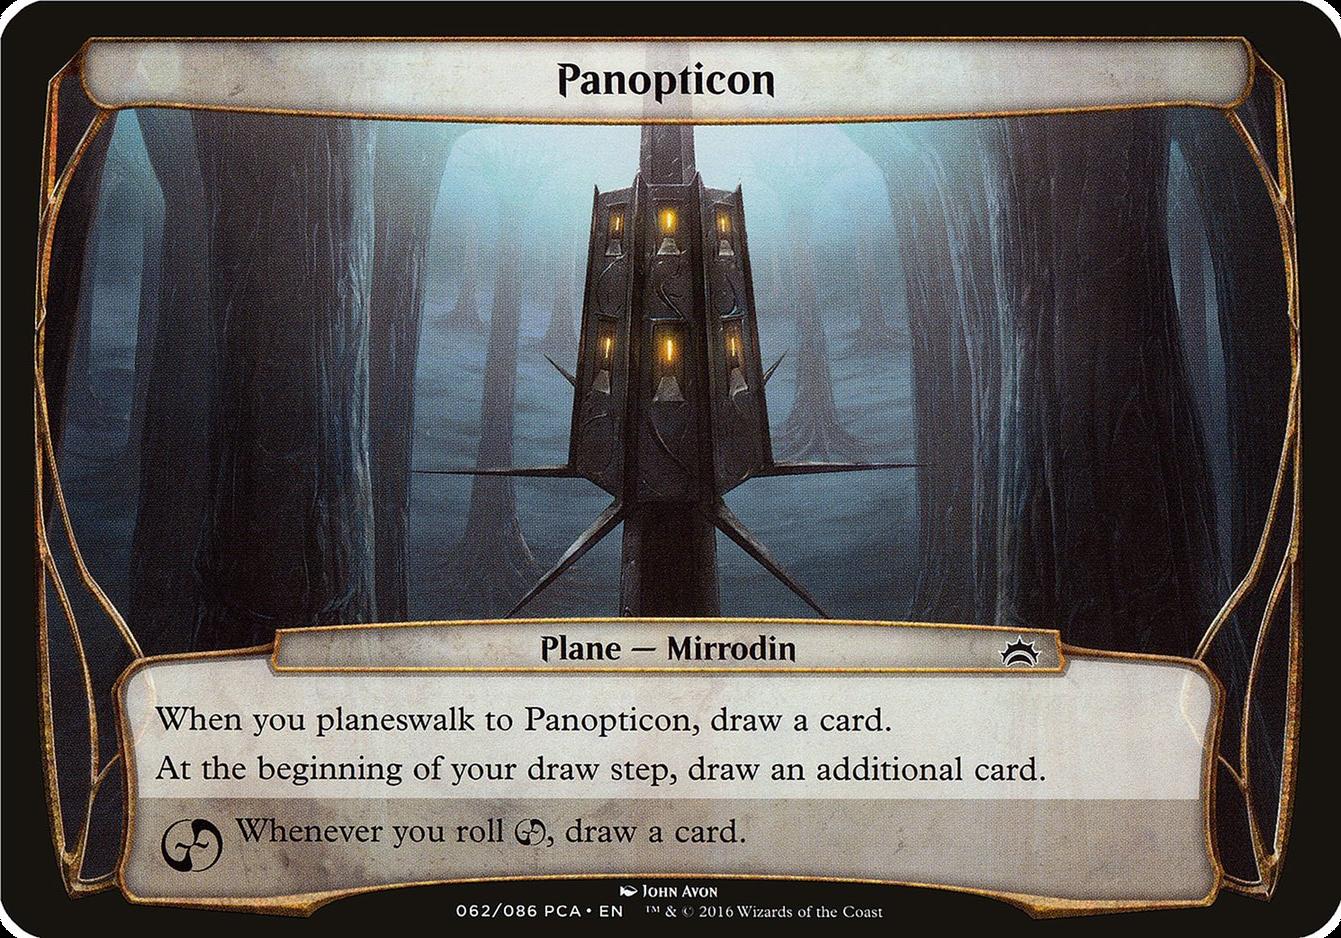 Panopticon
Plane — Mirrodin
When you planeswalk to Panopticon, draw a card.
At the beginning of your draw step, draw an additional card.
Whenever you roll , draw a card.
John Avon
062/086 PCA • EN ™ & © 2016 Wizards of the Coast